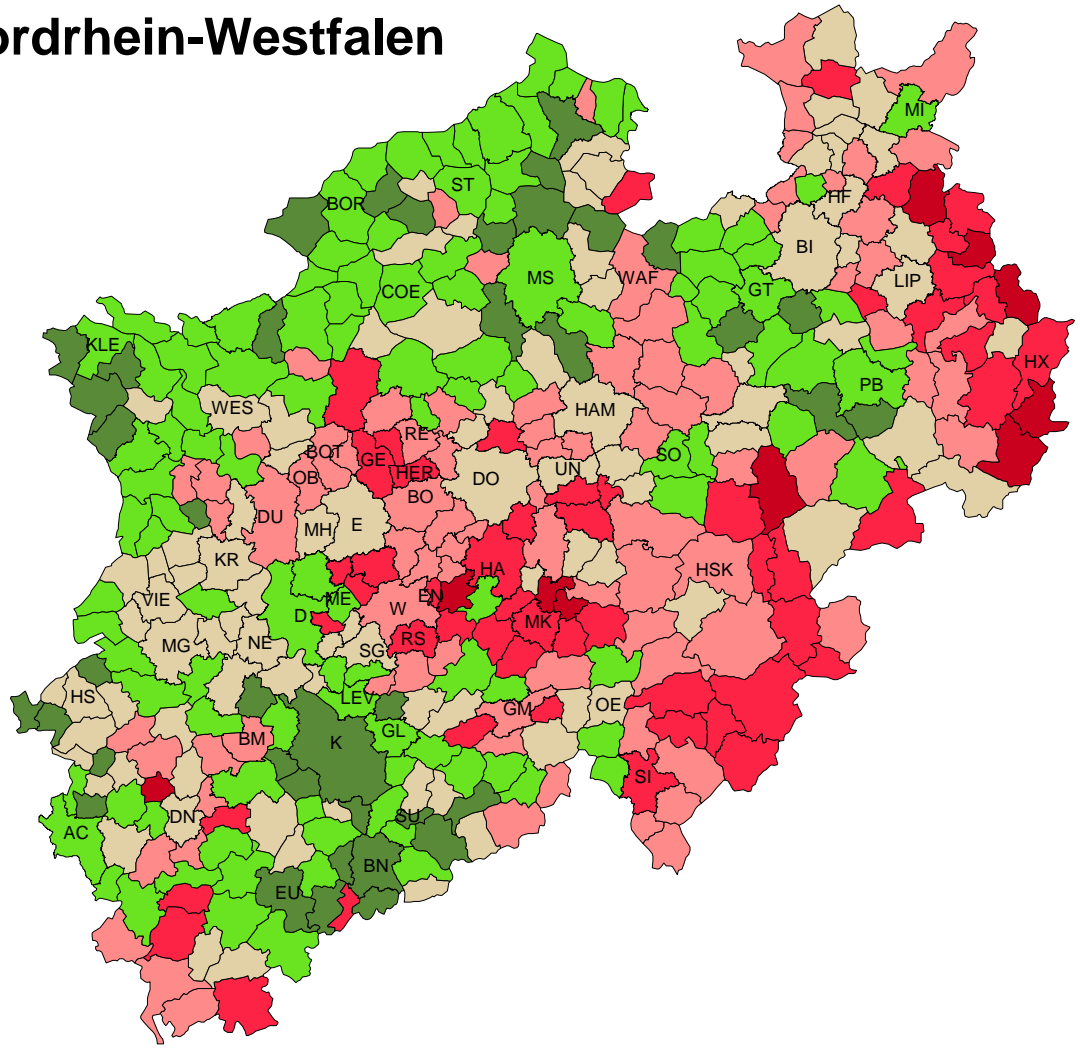 ordrhein-Westfalen
MI
ST
BOR
HF
BI
WAF
LIP
MS
COE
GT
KLE
HX
PB
WES
HAM
RE
BOT
SO
GE
HER
UN
OB
DO
BO
DU
E
MH
KR
HA
HSK
EN
VIE
ME
W
D
MK
RS
NE
MG
SG
HS
LEV
OE
GM
GL
BM
K
SI
DN
SU
AC
BN
EU